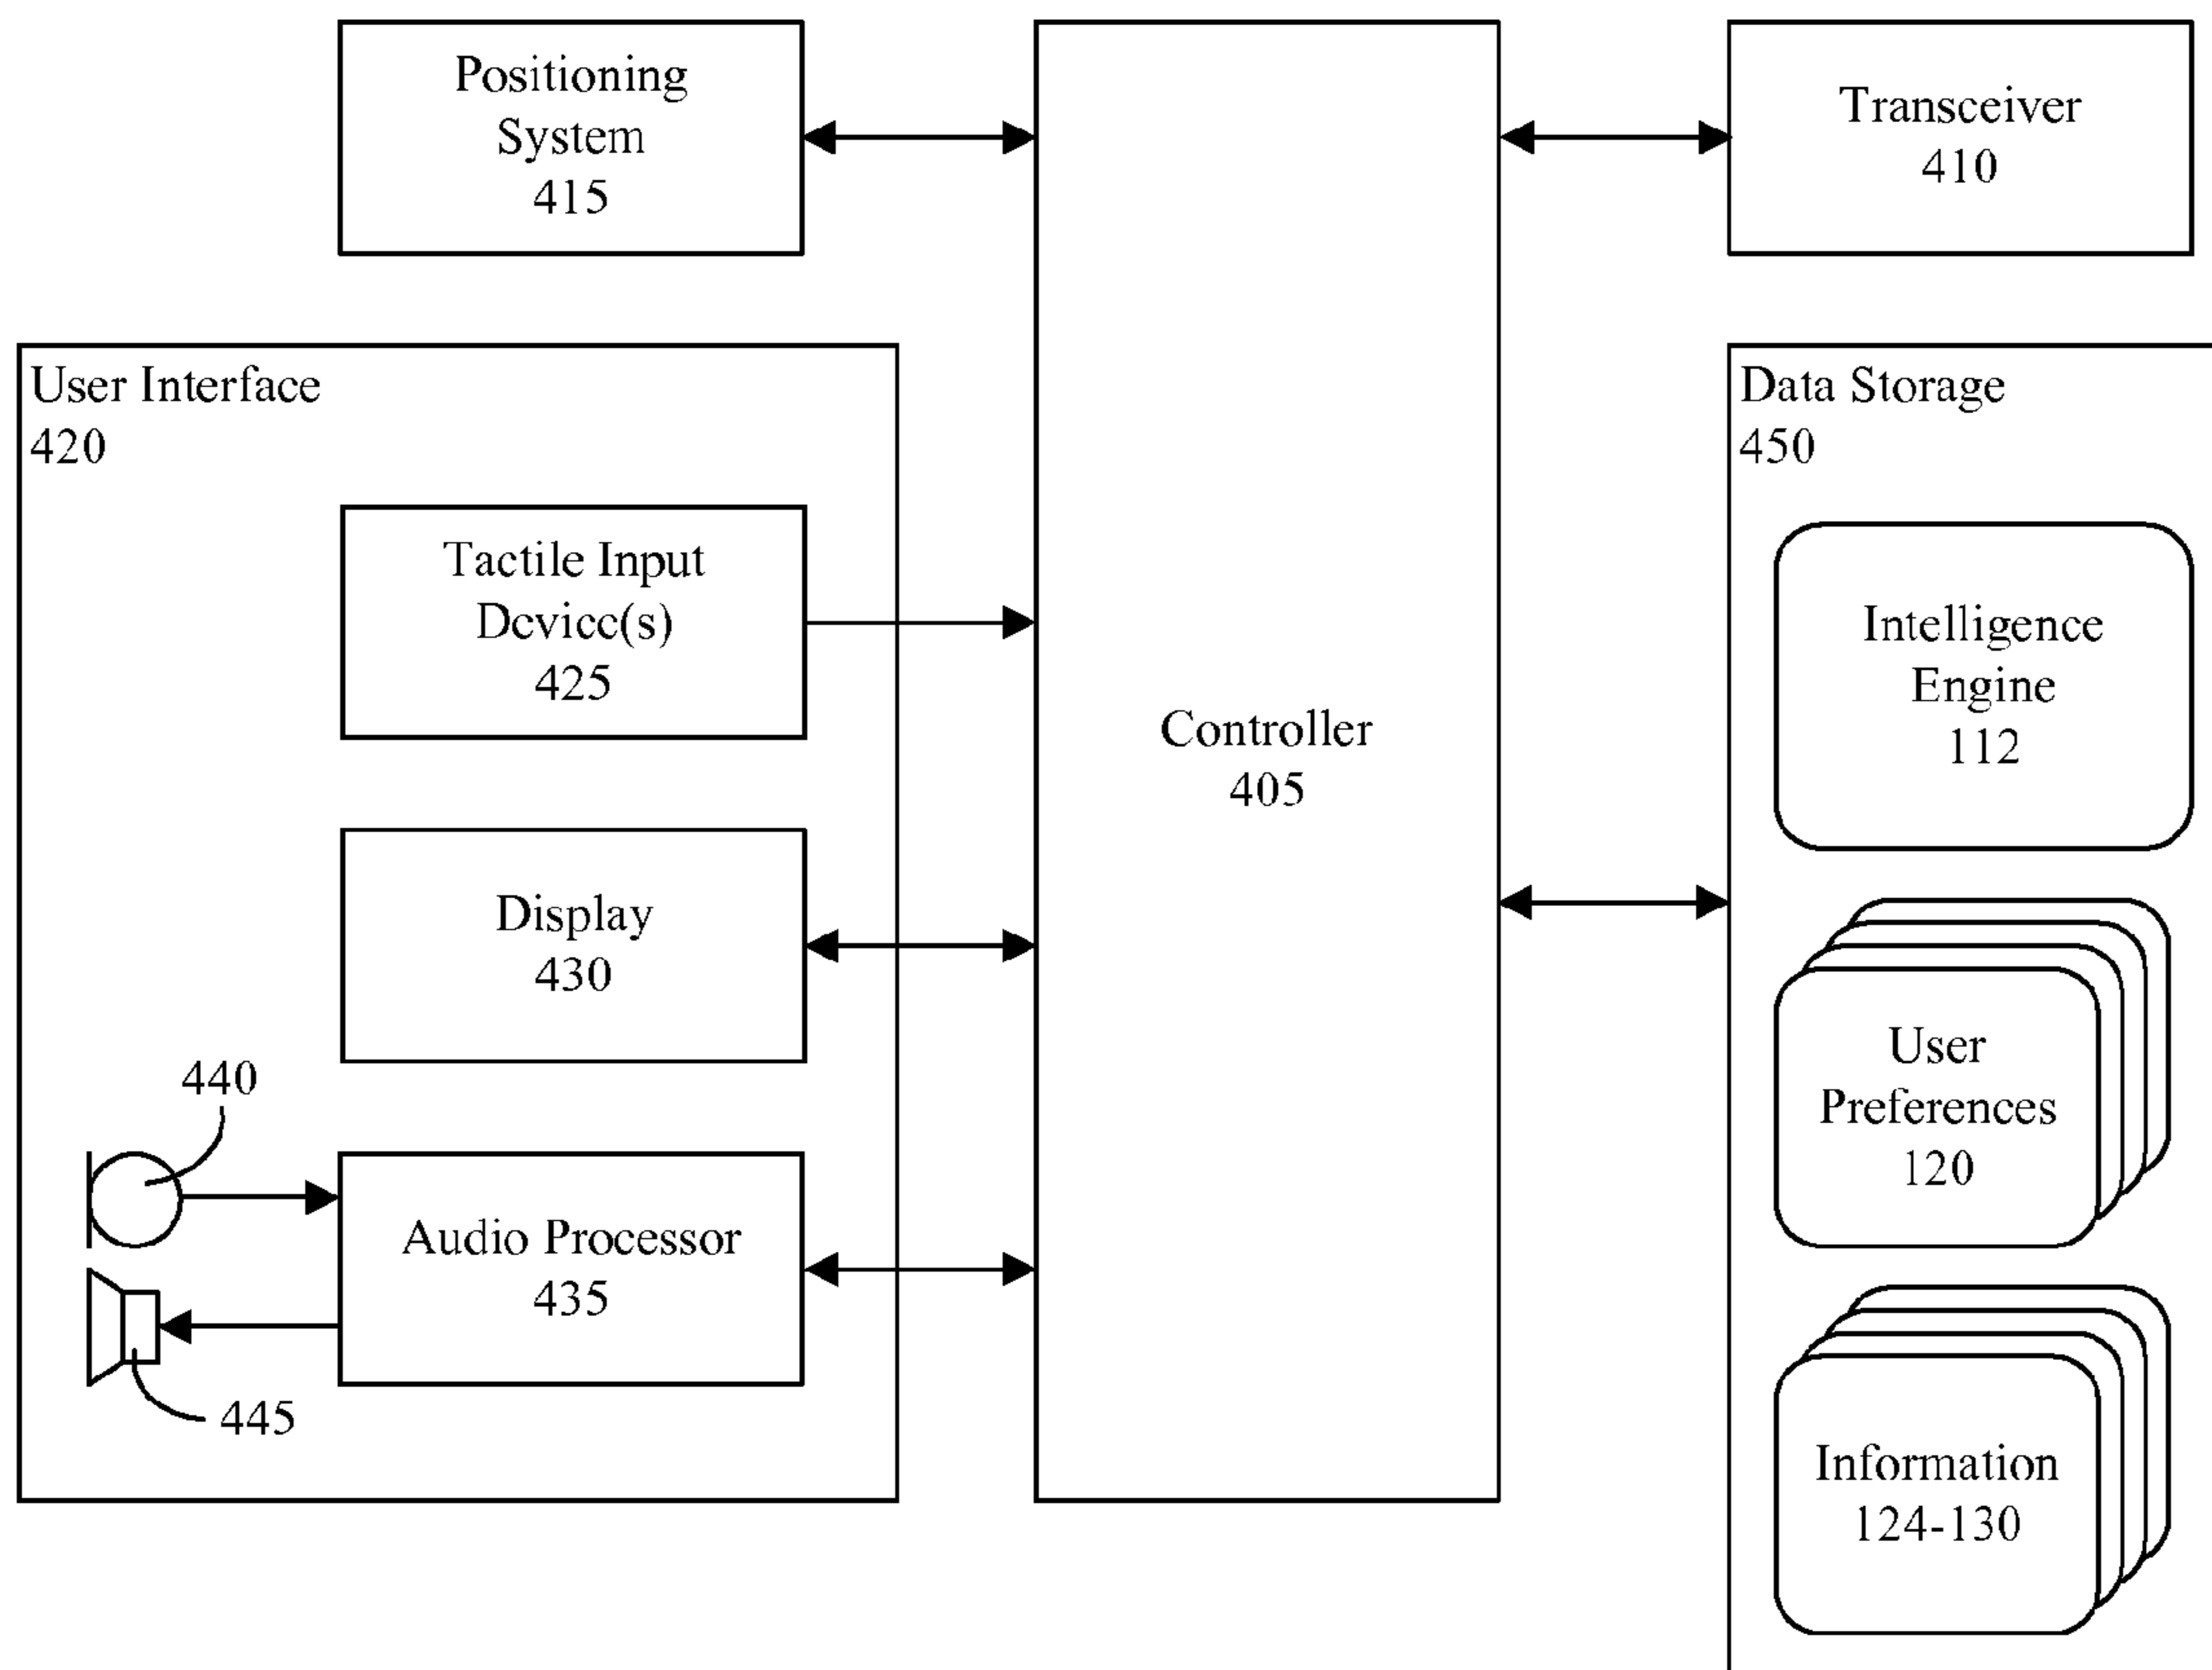 Positioning
System
415
Transceiver
410
User Interface
420
Tactile Input
Device(s)
425
Display
430
440
Audio Processor
435
445
Controller
405
Data Storage
450
Intelligence
Engine
112
User
Preferences
120
Information
124-130